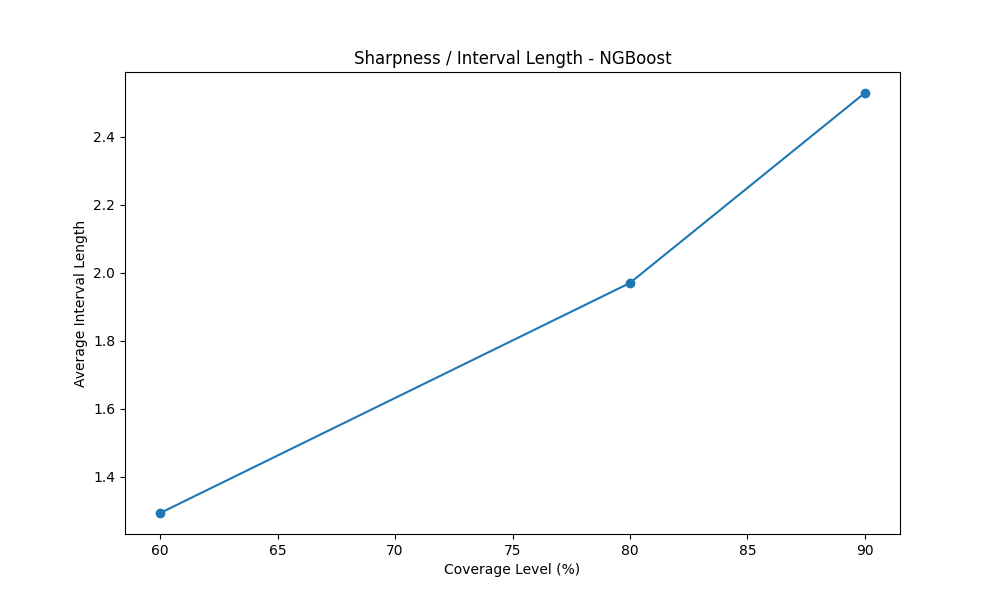 Sharpness / Interval Length - NGBoost
Average Interval Length
2.4
2.2
2.0
1.8
1.6
1.4
60 65 70 75 80 85 90
Coverage Level (%)